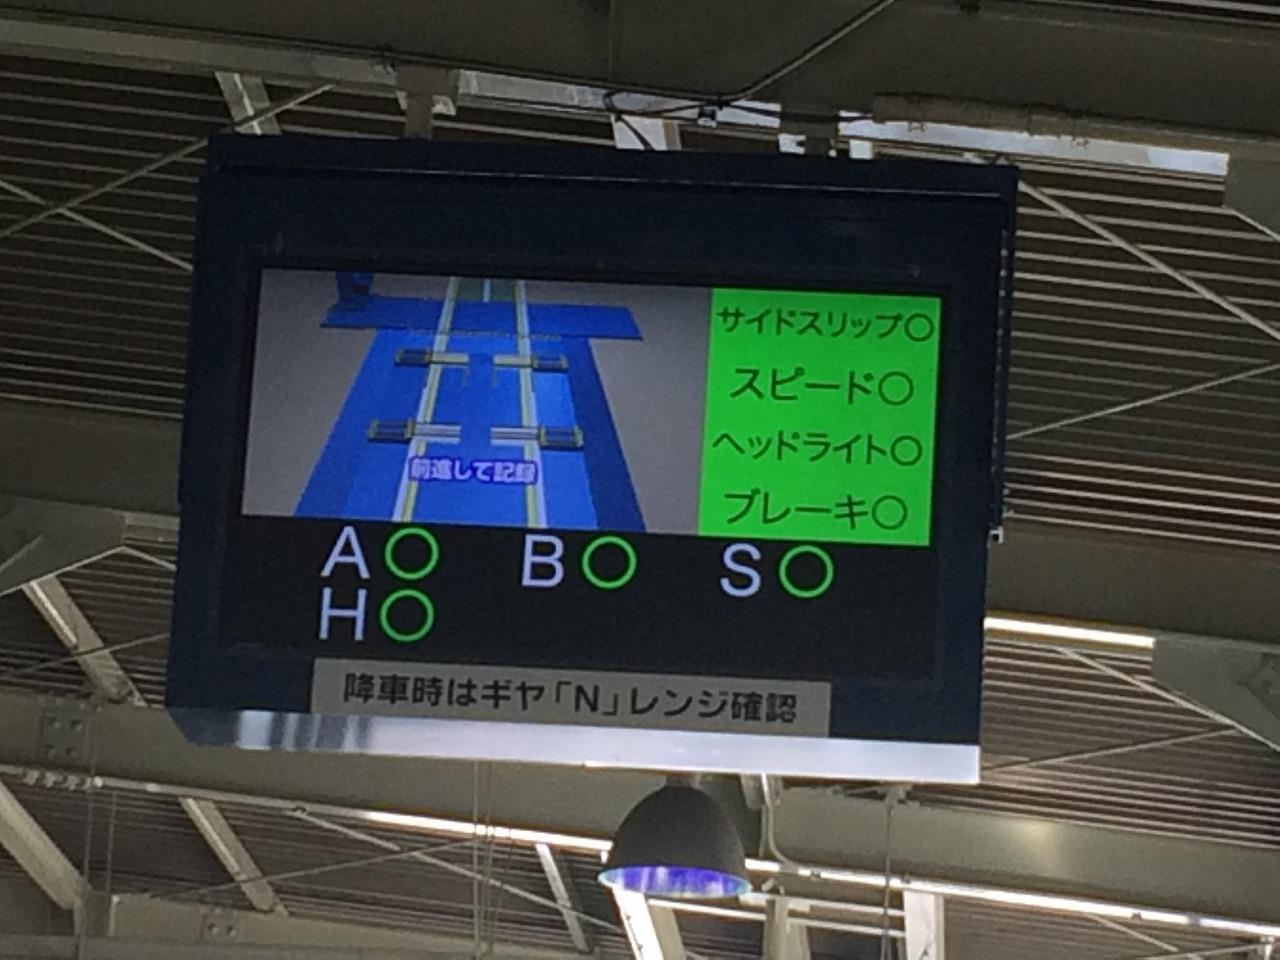 サイドスリップ○
スピード○
ヘッドライト○
ブレーキ○
前進して記録
A○ B○ S○
H○
降車時はギヤ「N」レンジ確認